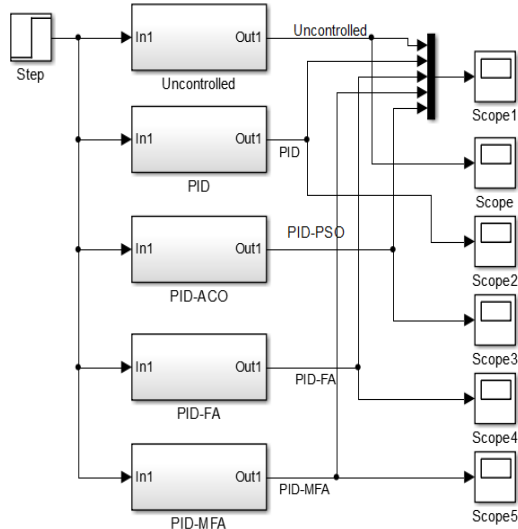 Step
In1
Out1
Uncontrolled
Uncontrolled
Scope1
In1
Out1
PID
PID
Scope
In1
Out1
PID-PSO
PID-ACO
Scope2
Scope3
In1
Out1
PID-FA
PID-FA
Scope4
In1
Out1
PID-MFA
PID-MFA
Scope5